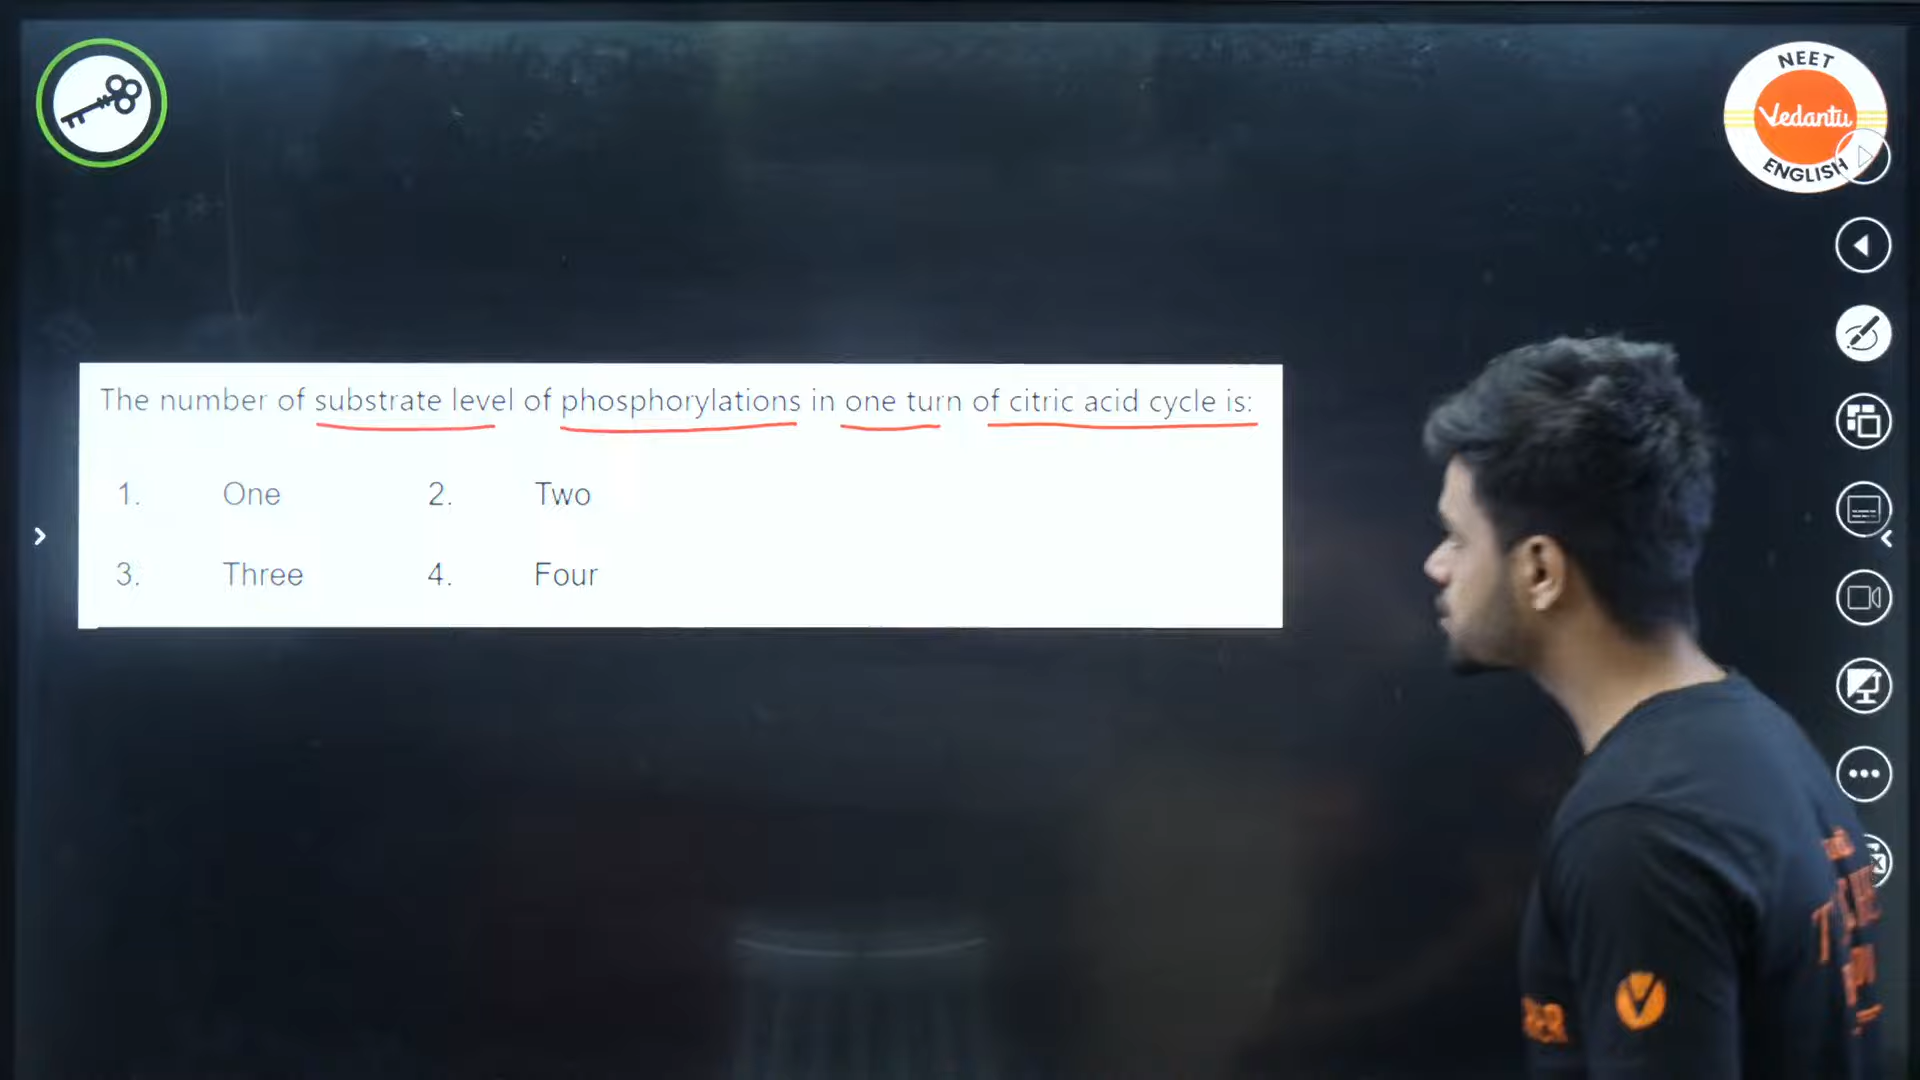 NEET
Vedantu
ENGLISH
The number of substrate level of phosphorylations in one turn of citric acid cycle is:
1. One 2. Two
3. Three 4. Four
V